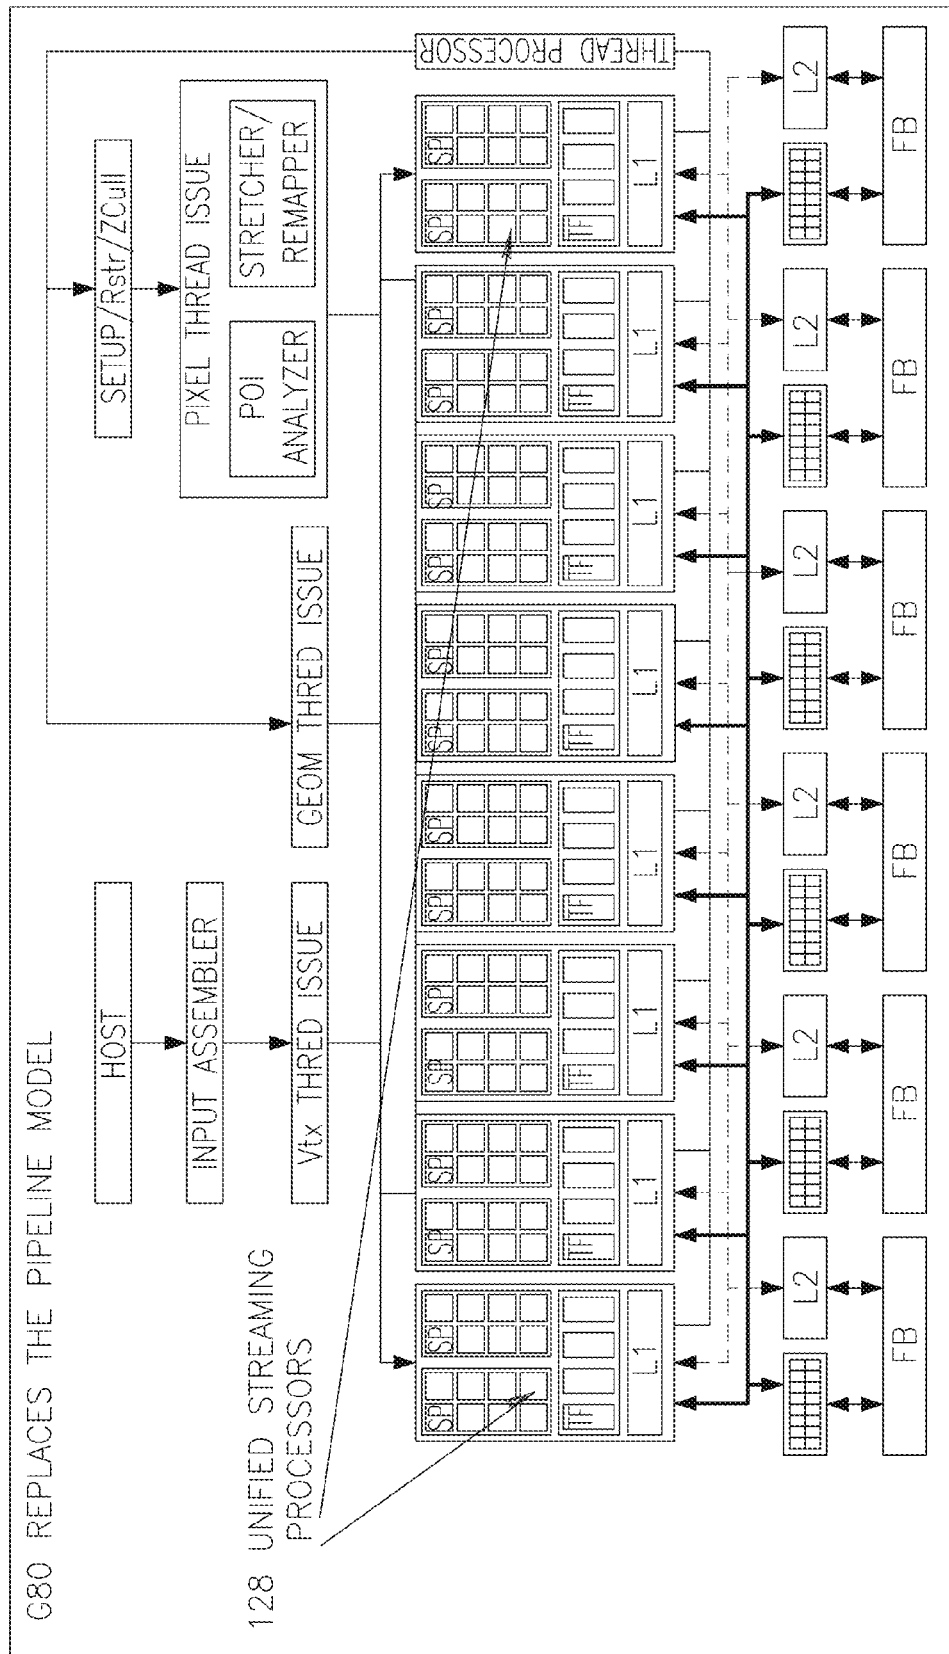 G80 REPLACES THE PIPELINE MODEL
HOST
INPUT ASSEMBLER
SETUP/Rstr/ZCull
Vtx THRED ISSUE
GEOM THRED ISSUE
PIXEL THREAD ISSUE
POI
ANALYZER
STRETCHER/
REMAPPER
128 UNIFIED STREAMING
PROCESSORS
THREAD PROCESSOR
SP SP SP SP SP SP SP SP SP SP SP SP SP SP SP SP
TF TF TF TF TF TF TF TF
L1 L1 L1 L1 L1 L1 L1 L1
L2 L2 L2 L2 L2 L2
FB FB FB FB FB FB